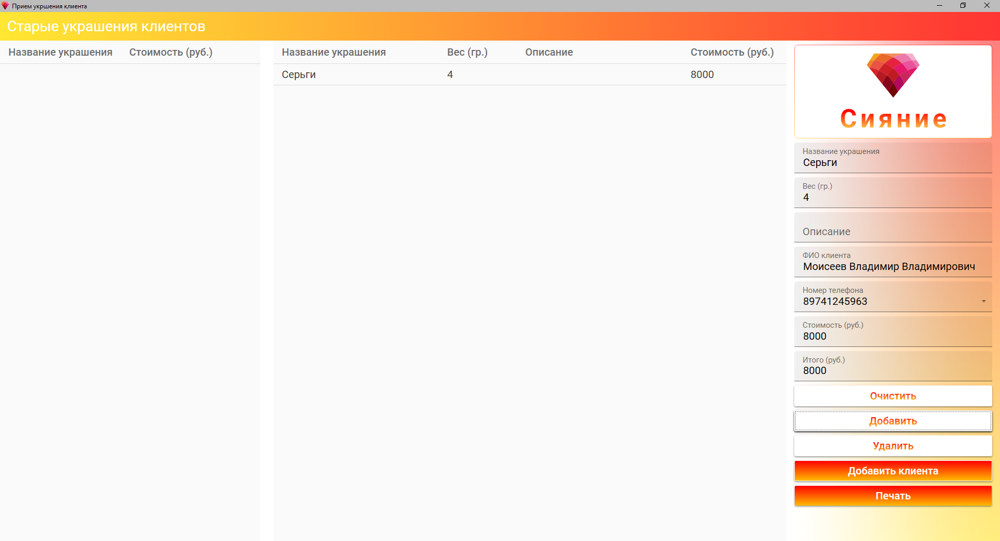 Прием укршения клиента
Старые украшения клиентов
Название украшения Стоимость (руб.)
Название украшения Вес (гр.) Описание Стоимость (руб.)
Серьги 4 8000
Сияние
Название украшения
Серьги
Вес (гр.)
4
Описание
ФИО клиента
Моисеев Владимир Владимирович
Номер телефона
89741245963
Стоимость (руб.)
8000
Итого (руб.)
8000
Очистить
Добавить
Удалить
Добавить клиента
Печать